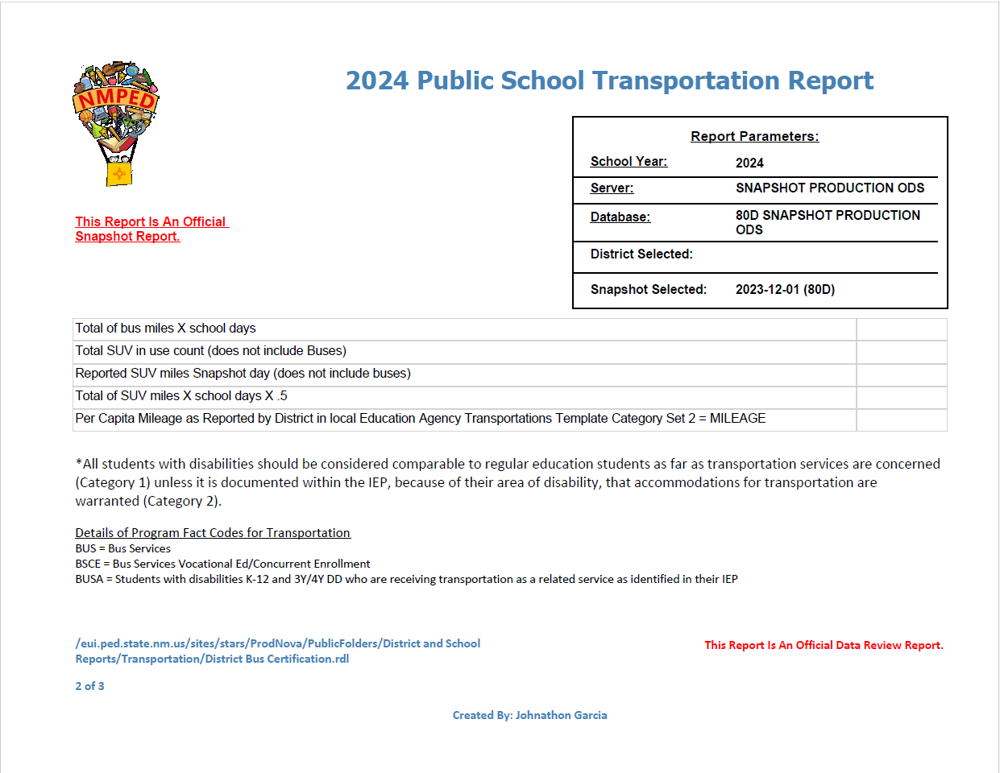 NMPED
2024 Public School Transportation Report
Report Parameters:
School Year: 2024
Server: SNAPSHOT PRODUCTION ODS
Database: 80D SNAPSHOT PRODUCTION
ODS
District Selected:
Snapshot Selected: 2023-12-01 (80D)
This Report Is An Official
Snapshot Report.
Total of bus miles X school days
Total SUV in use count (does not include Buses)
Reported SUV miles Snapshot day (does not include buses)
Total of SUV miles X school days X .5
Per Capita Mileage as Reported by District in local Education Agency Transportations Template Category Set 2 = MILEAGE
*All students with disabilities should be considered comparable to regular education students as far as transportation services are concerned
(Category 1) unless it is documented within the IEP, because of their area of disability, that accommodations for transportation are
warranted (Category 2).
Details of Program Fact Codes for Transportation
BUS = Bus Services
BSCE = Bus Services Vocational Ed/Concurrent Enrollment
BUSA = Students with disabilities K-12 and 3Y/4Y DD who are receiving transportation as a related service as identified in their IEP
/eui.ped.state.nm.us/sites/stars/ProdNova/PublicFolders/District and School
Reports/Transportation/District Bus Certification.rdl
This Report Is An Official Data Review Report.
2 of 3
Created By: Johnathon Garcia